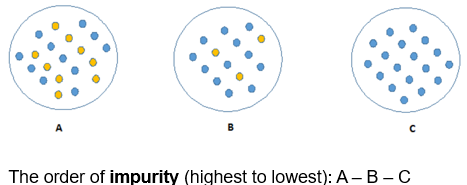 A B C
The order of impurity (highest to lowest): A – B – C